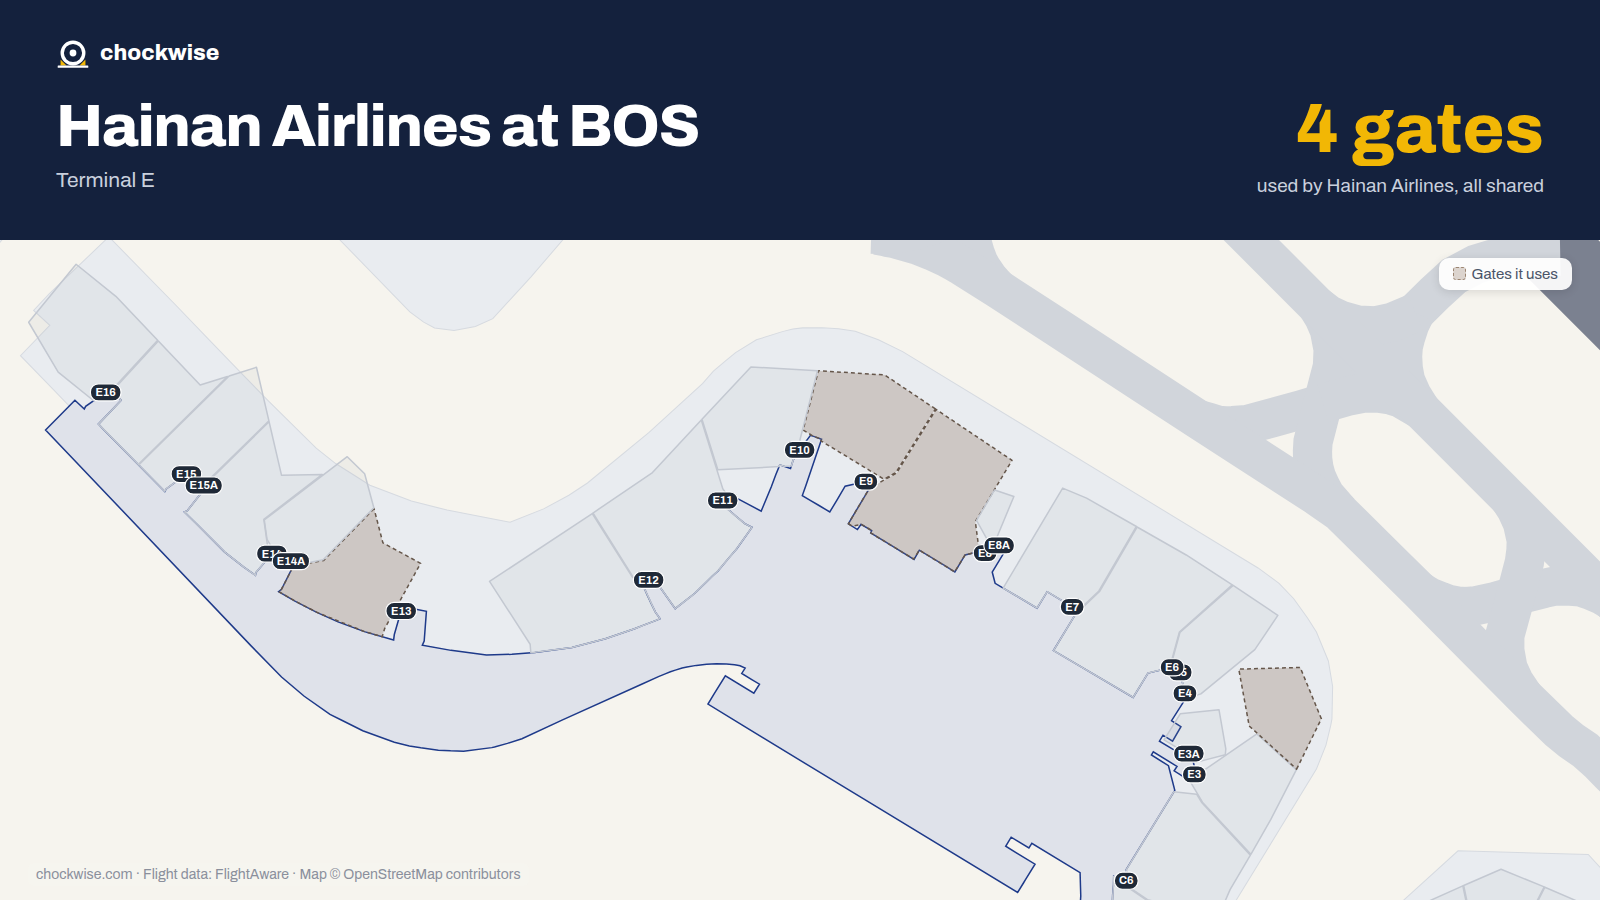 chockwise
Hainan Airlines at BOS
Terminal E
4 gates
used by Hainan Airlines, all shared
Gates it uses
E16
E15
E15A
E14A
E13
E12
E11
E10
E9
E8
E8A
E7
E6
E4
E3A
E3
C6
chockwise.com · Flight data: FlightAware · Map © OpenStreetMap contributors